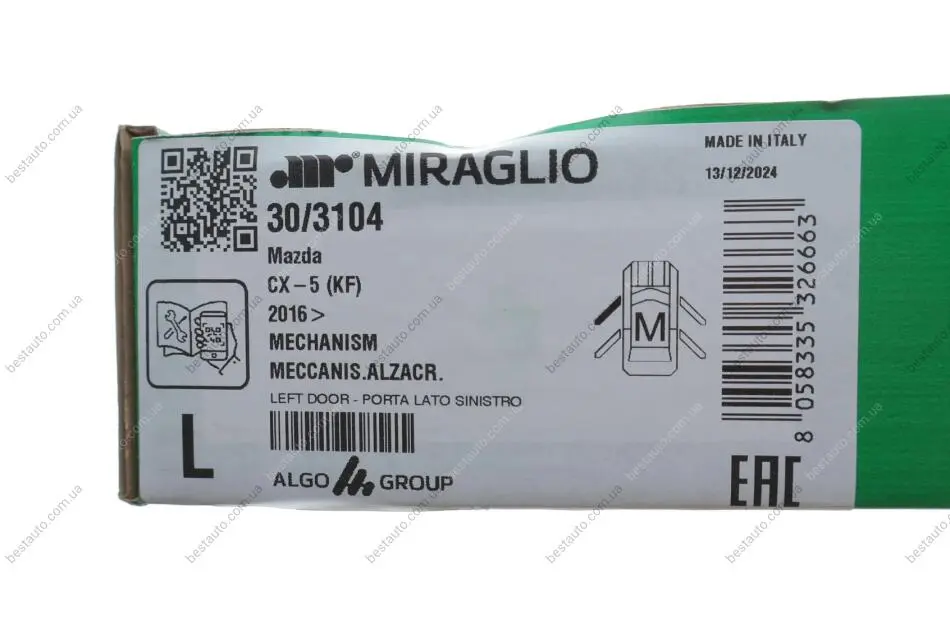 MIRAGLIO
MADE IN ITALY
13/12/2024
30/3104
Mazda
CX-5 (KF)
2016 >
MECHANISM
MECCANIS.ALZACR.
LEFT DOOR - PORTA LATO SINISTRO
L
ALGO GROUP
M
8 058335 326663
EAC
bestauto.com.ua